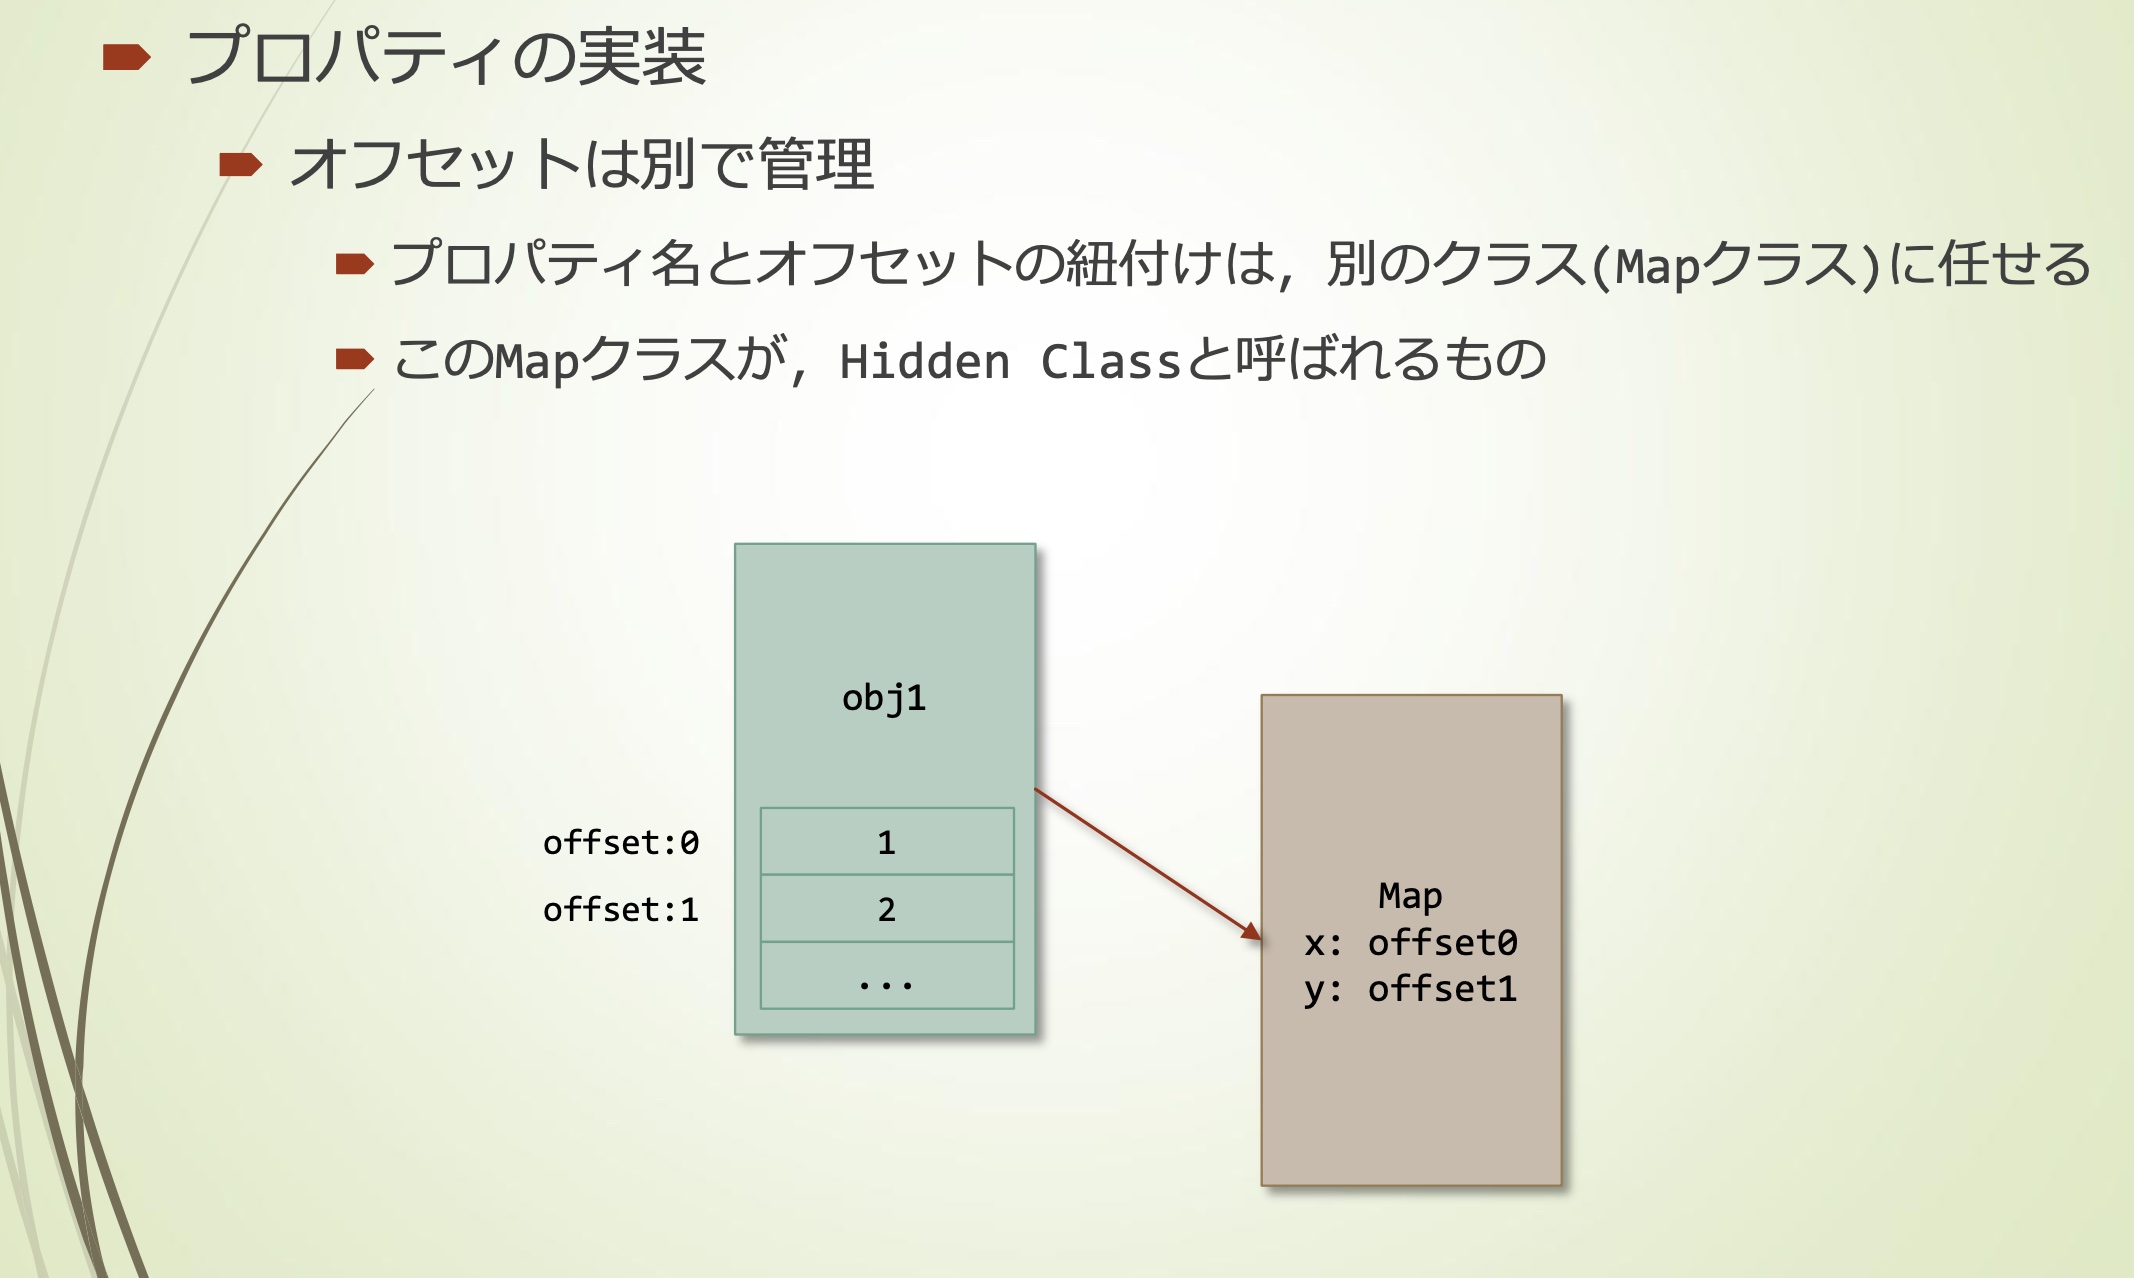 プロパティの実装
オフセットは別で管理
プロパティ名とオフセットの紐付けは，別のクラス(Mapクラス)に任せる
このMapクラスが，Hidden Classと呼ばれるもの
obj1
offset:0
1
offset:1
2
...
Map
x: offset0
y: offset1